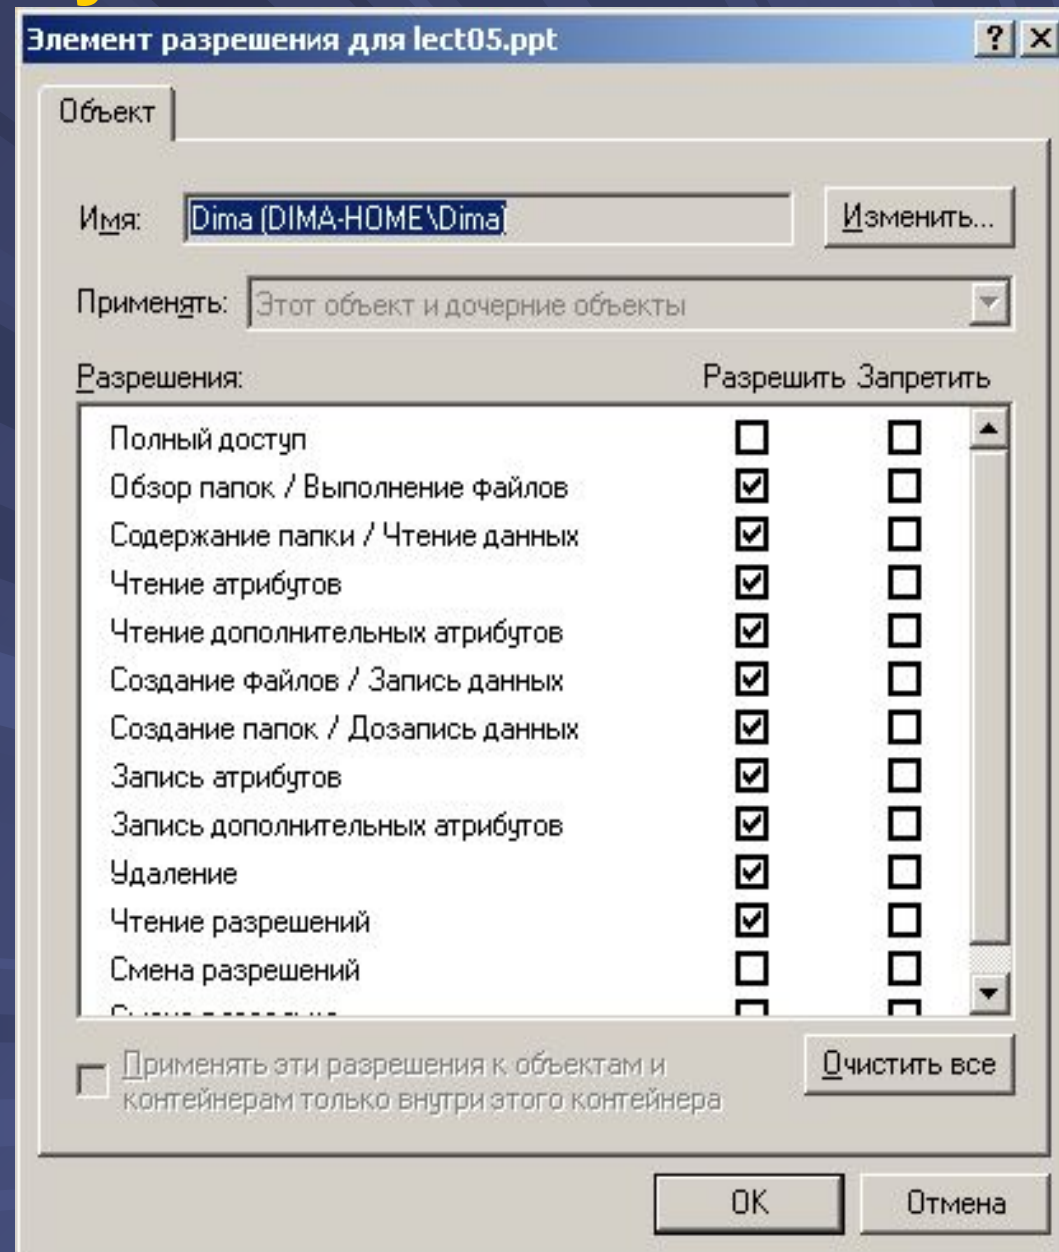 Элемент разрешения для lect05.ppt
Объект
Имя: Dima (DIMA-HOME\Dima) Изменить...
Применять: Этот объект и дочерние объекты
Разрешения: Разрешить Запретить
Полный доступ
Обзор папок / Выполнение файлов
Содержание папки / Чтение данных
Чтение атрибутов
Чтение дополнительных атрибутов
Создание файлов / Запись данных
Создание папок / Дозапись данных
Запись атрибутов
Запись дополнительных атрибутов
Удаление
Чтение разрешений
Смена разрешений
Применять эти разрешения к объектам и
контейнерам только внутри этого контейнера
Очистить все
OK Отмена